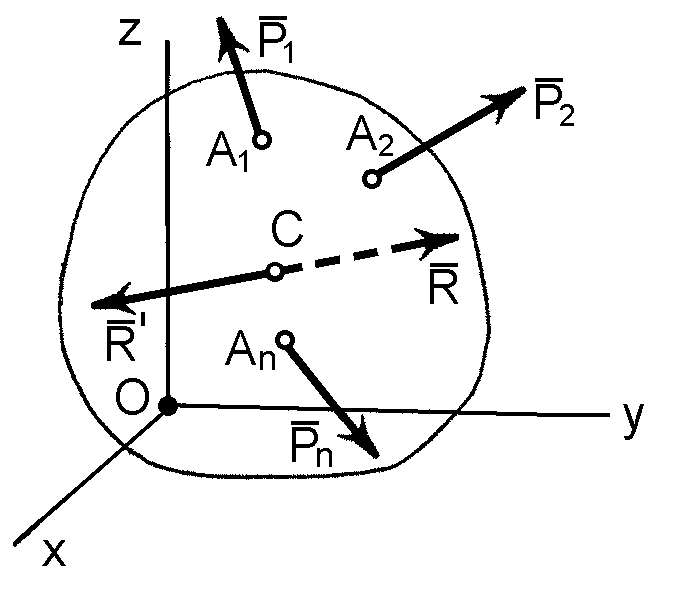 z
P̅₁
P̅₂
A₁
A₂
C
R̅
R̅'
Aₙ
O
y
P̅ₙ
x